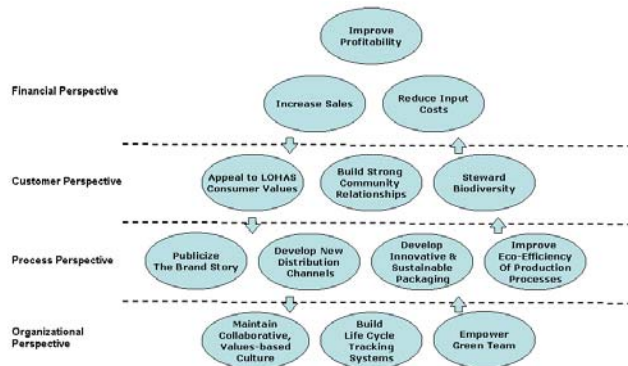 Improve
Profitability
Financial Perspective
Increase Sales
Reduce Input
Costs
Customer Perspective
Appeal to LOHAS
Consumer Values
Build Strong
Community
Relationships
Steward
Biodiversity
Process Perspective
Publicize
The Brand Story
Develop New
Distribution
Channels
Develop
Innovative &
Sustainable
Packaging
Improve
Eco-Efficiency
Of Production
Processes
Organizational
Perspective
Maintain
Collaborative,
Values-based
Culture
Build
Life Cycle
Tracking
Systems
Empower
Green Team